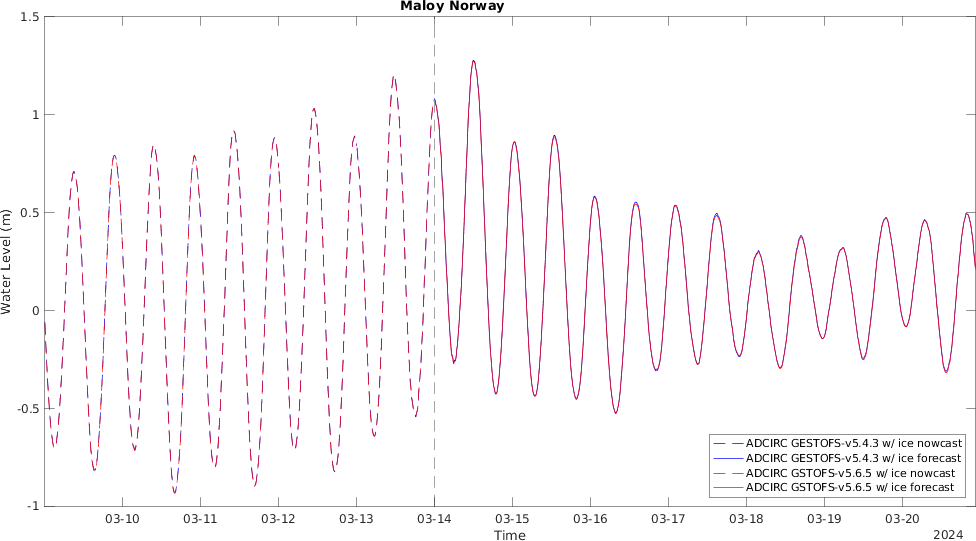 Maloy Norway
1.5
1
0.5
0
-0.5
-1
Water Level (m)
03-10 03-11 03-12 03-13 03-14 03-15 03-16 03-17 03-18 03-19 03-20
Time
2024
ADCIRC GESTOFS-v5.4.3 w/ ice nowcast
ADCIRC GESTOFS-v5.4.3 w/ ice forecast
ADCIRC GSTOFS-v5.6.5 w/ ice nowcast
ADCIRC GSTOFS-v5.6.5 w/ ice forecast